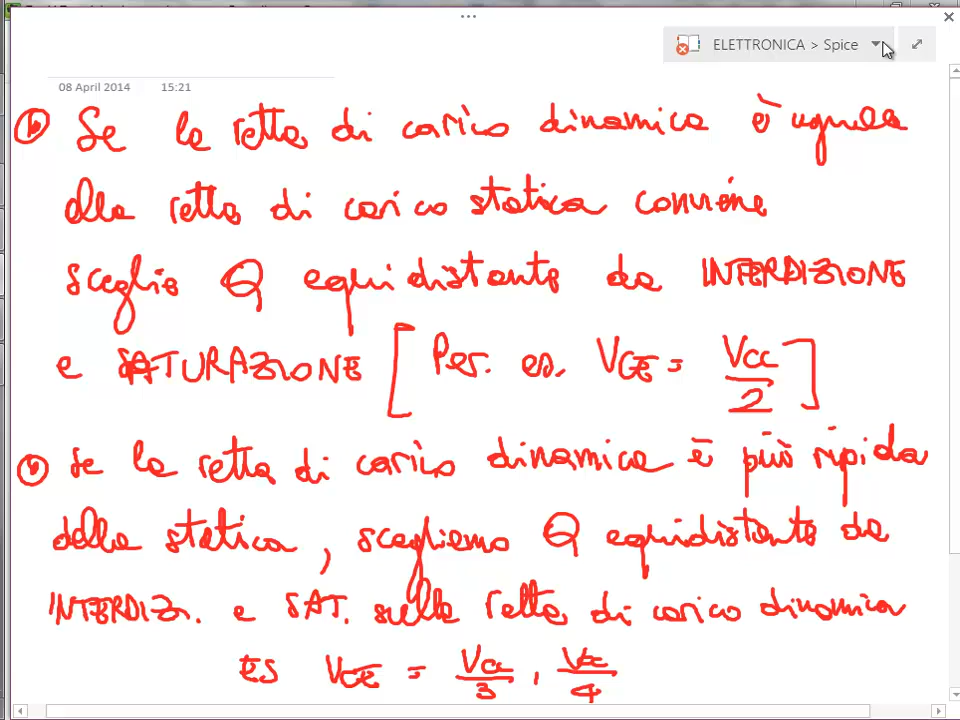 ELETTRONICA > Spice
08 April 2014 15:21
Se la retta di carico dinamica è uguale
alla retta di carico statica conviene
sceglie Q equidistante da INTERDIZIONE
e SATURAZIONE [Per. es. VCE = VCC/2]
Se la retta di carico dinamica è più ripida
della statica, scegliamo Q equidistante da
INTERDIZ. e SAT. sulla retta di carico dinamica
ES VCE = VCC/3 , VCC/4